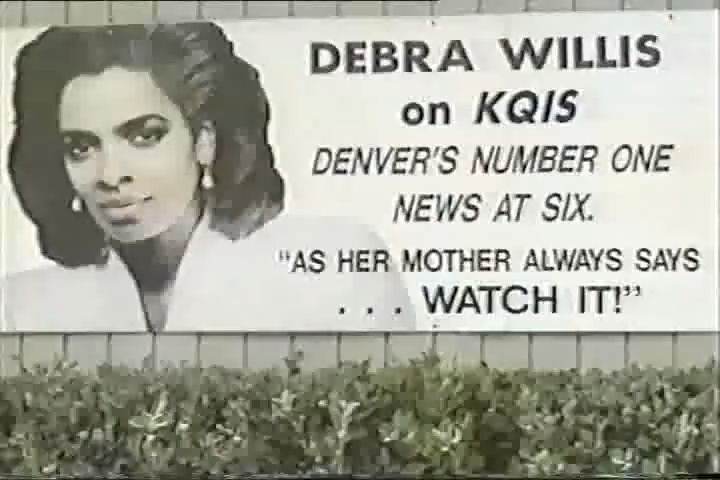 DEBRA WILLIS
on KQIS
DENVER'S NUMBER ONE
NEWS AT SIX.
"AS HER MOTHER ALWAYS SAYS
. . . WATCH IT!"